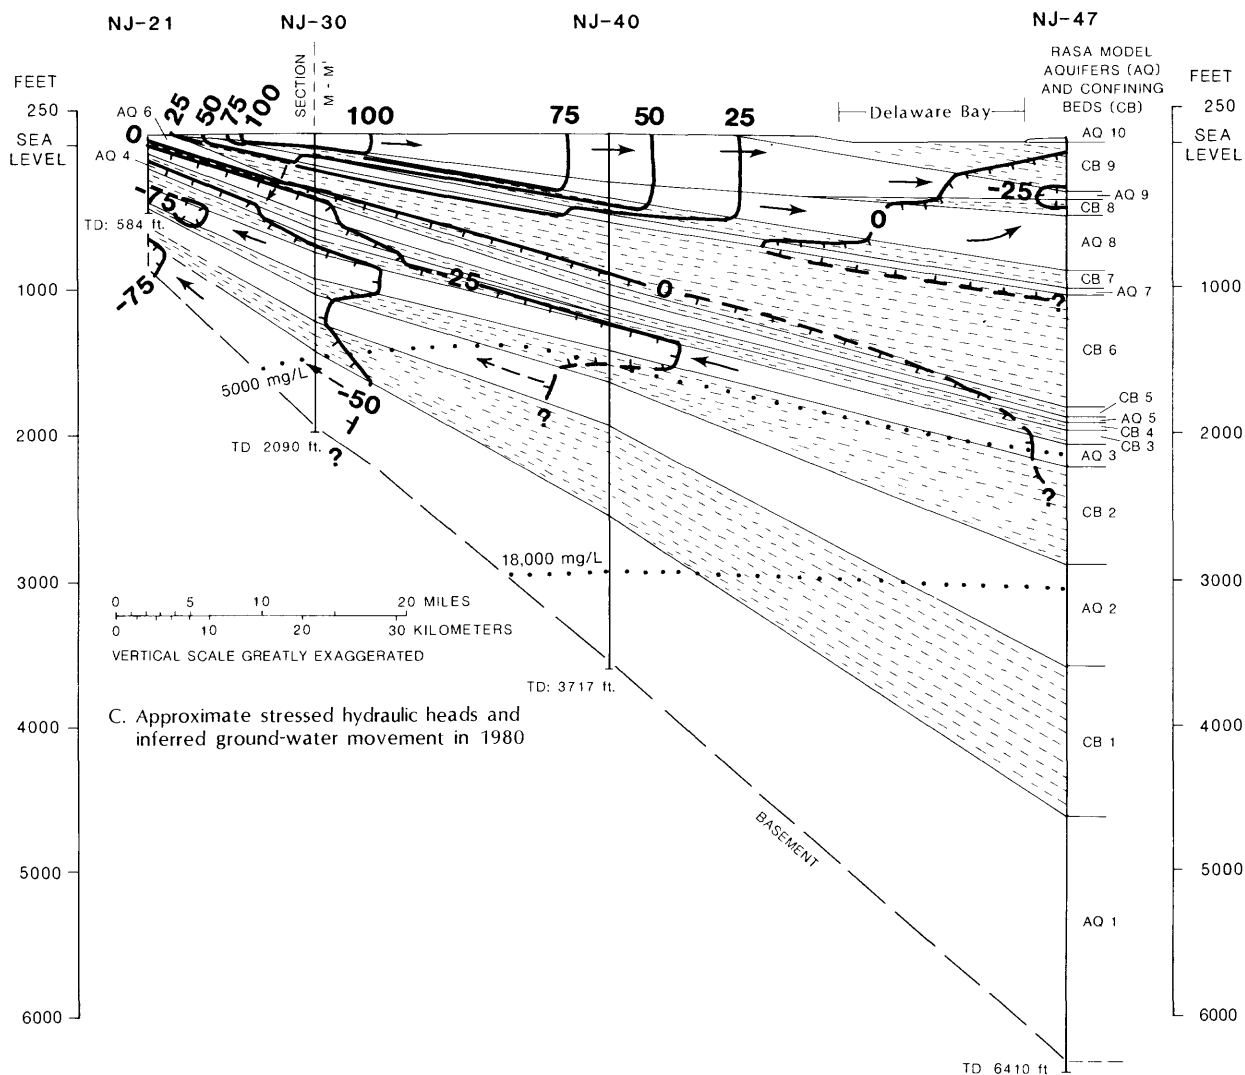 NJ-21
NJ-30
NJ-40
NJ-47
FEET
250
SEA
LEVEL
1000
2000
3000
4000
5000
6000
SECTION
M - M'
RASA MODEL
AQUIFERS (AQ)
AND CONFINING
BEDS (CB)
FEET
250
SEA
LEVEL
1000
2000
3000
4000
5000
6000
AQ 6
0
25
50
75
100
100
75
50
25
Delaware Bay
AQ 4
-75
TD: 584 ft.
-75
-25
0
0
-25
?
?
-50
?
?
5000 mg/L
TD 2090 ft.
18,000 mg/L
TD: 3717 ft.
AQ 10
CB 9
AQ 9
CB 8
AQ 8
CB 7
AQ 7
CB 6
CB 5
AQ 5
CB 4
CB 3
AQ 3
CB 2
AQ 2
CB 1
AQ 1
BASEMENT
TD 6410 ft
0 5 10 20 MILES
0 10 20 30 KILOMETERS
VERTICAL SCALE GREATLY EXAGGERATED
C. Approximate stressed hydraulic heads and
inferred ground-water movement in 1980